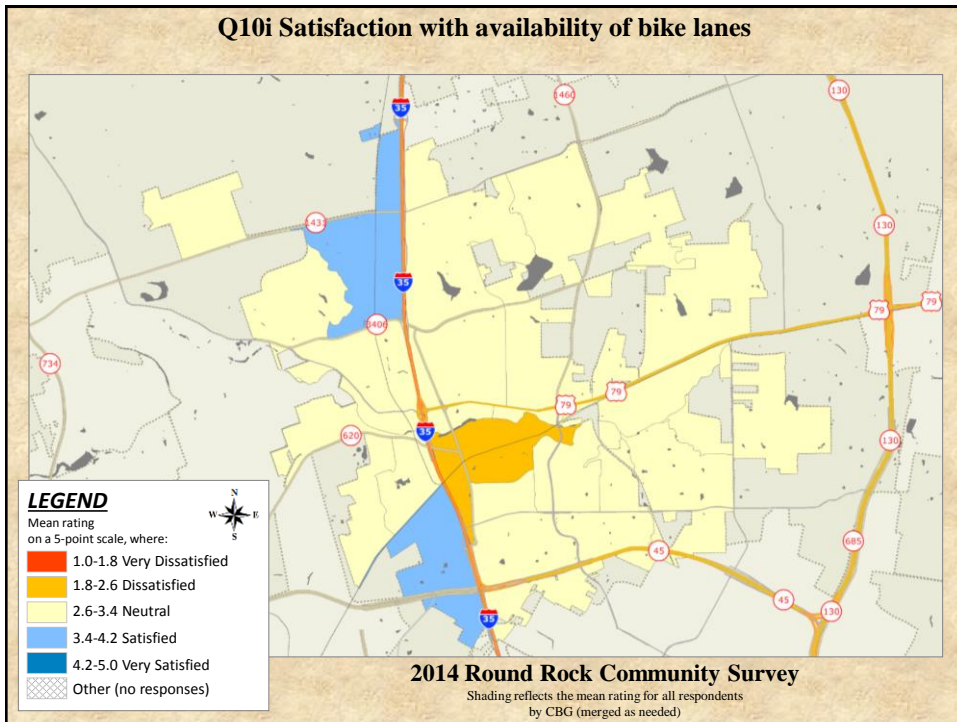 Q10i Satisfaction with availability of bike lanes
35
1460
130
1431
130
35
79
79
3406
734
79
79
620
35
130
45
685
45
130
35
LEGEND
N
W E
S
Mean rating
on a 5-point scale, where:
1.0-1.8 Very Dissatisfied
1.8-2.6 Dissatisfied
2.6-3.4 Neutral
3.4-4.2 Satisfied
4.2-5.0 Very Satisfied
Other (no responses)
2014 Round Rock Community Survey
Shading reflects the mean rating for all respondents
by CBG (merged as needed)